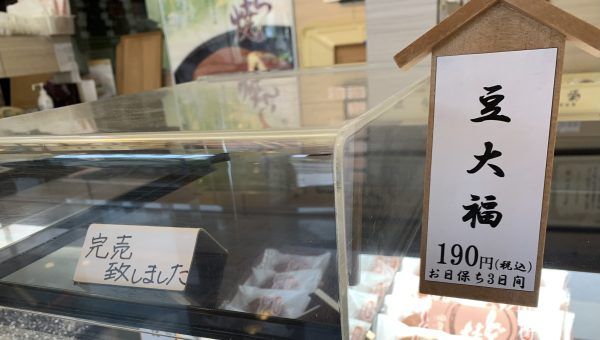 豆大福
190円(税込)
お日保ち3日間
完売
致しました